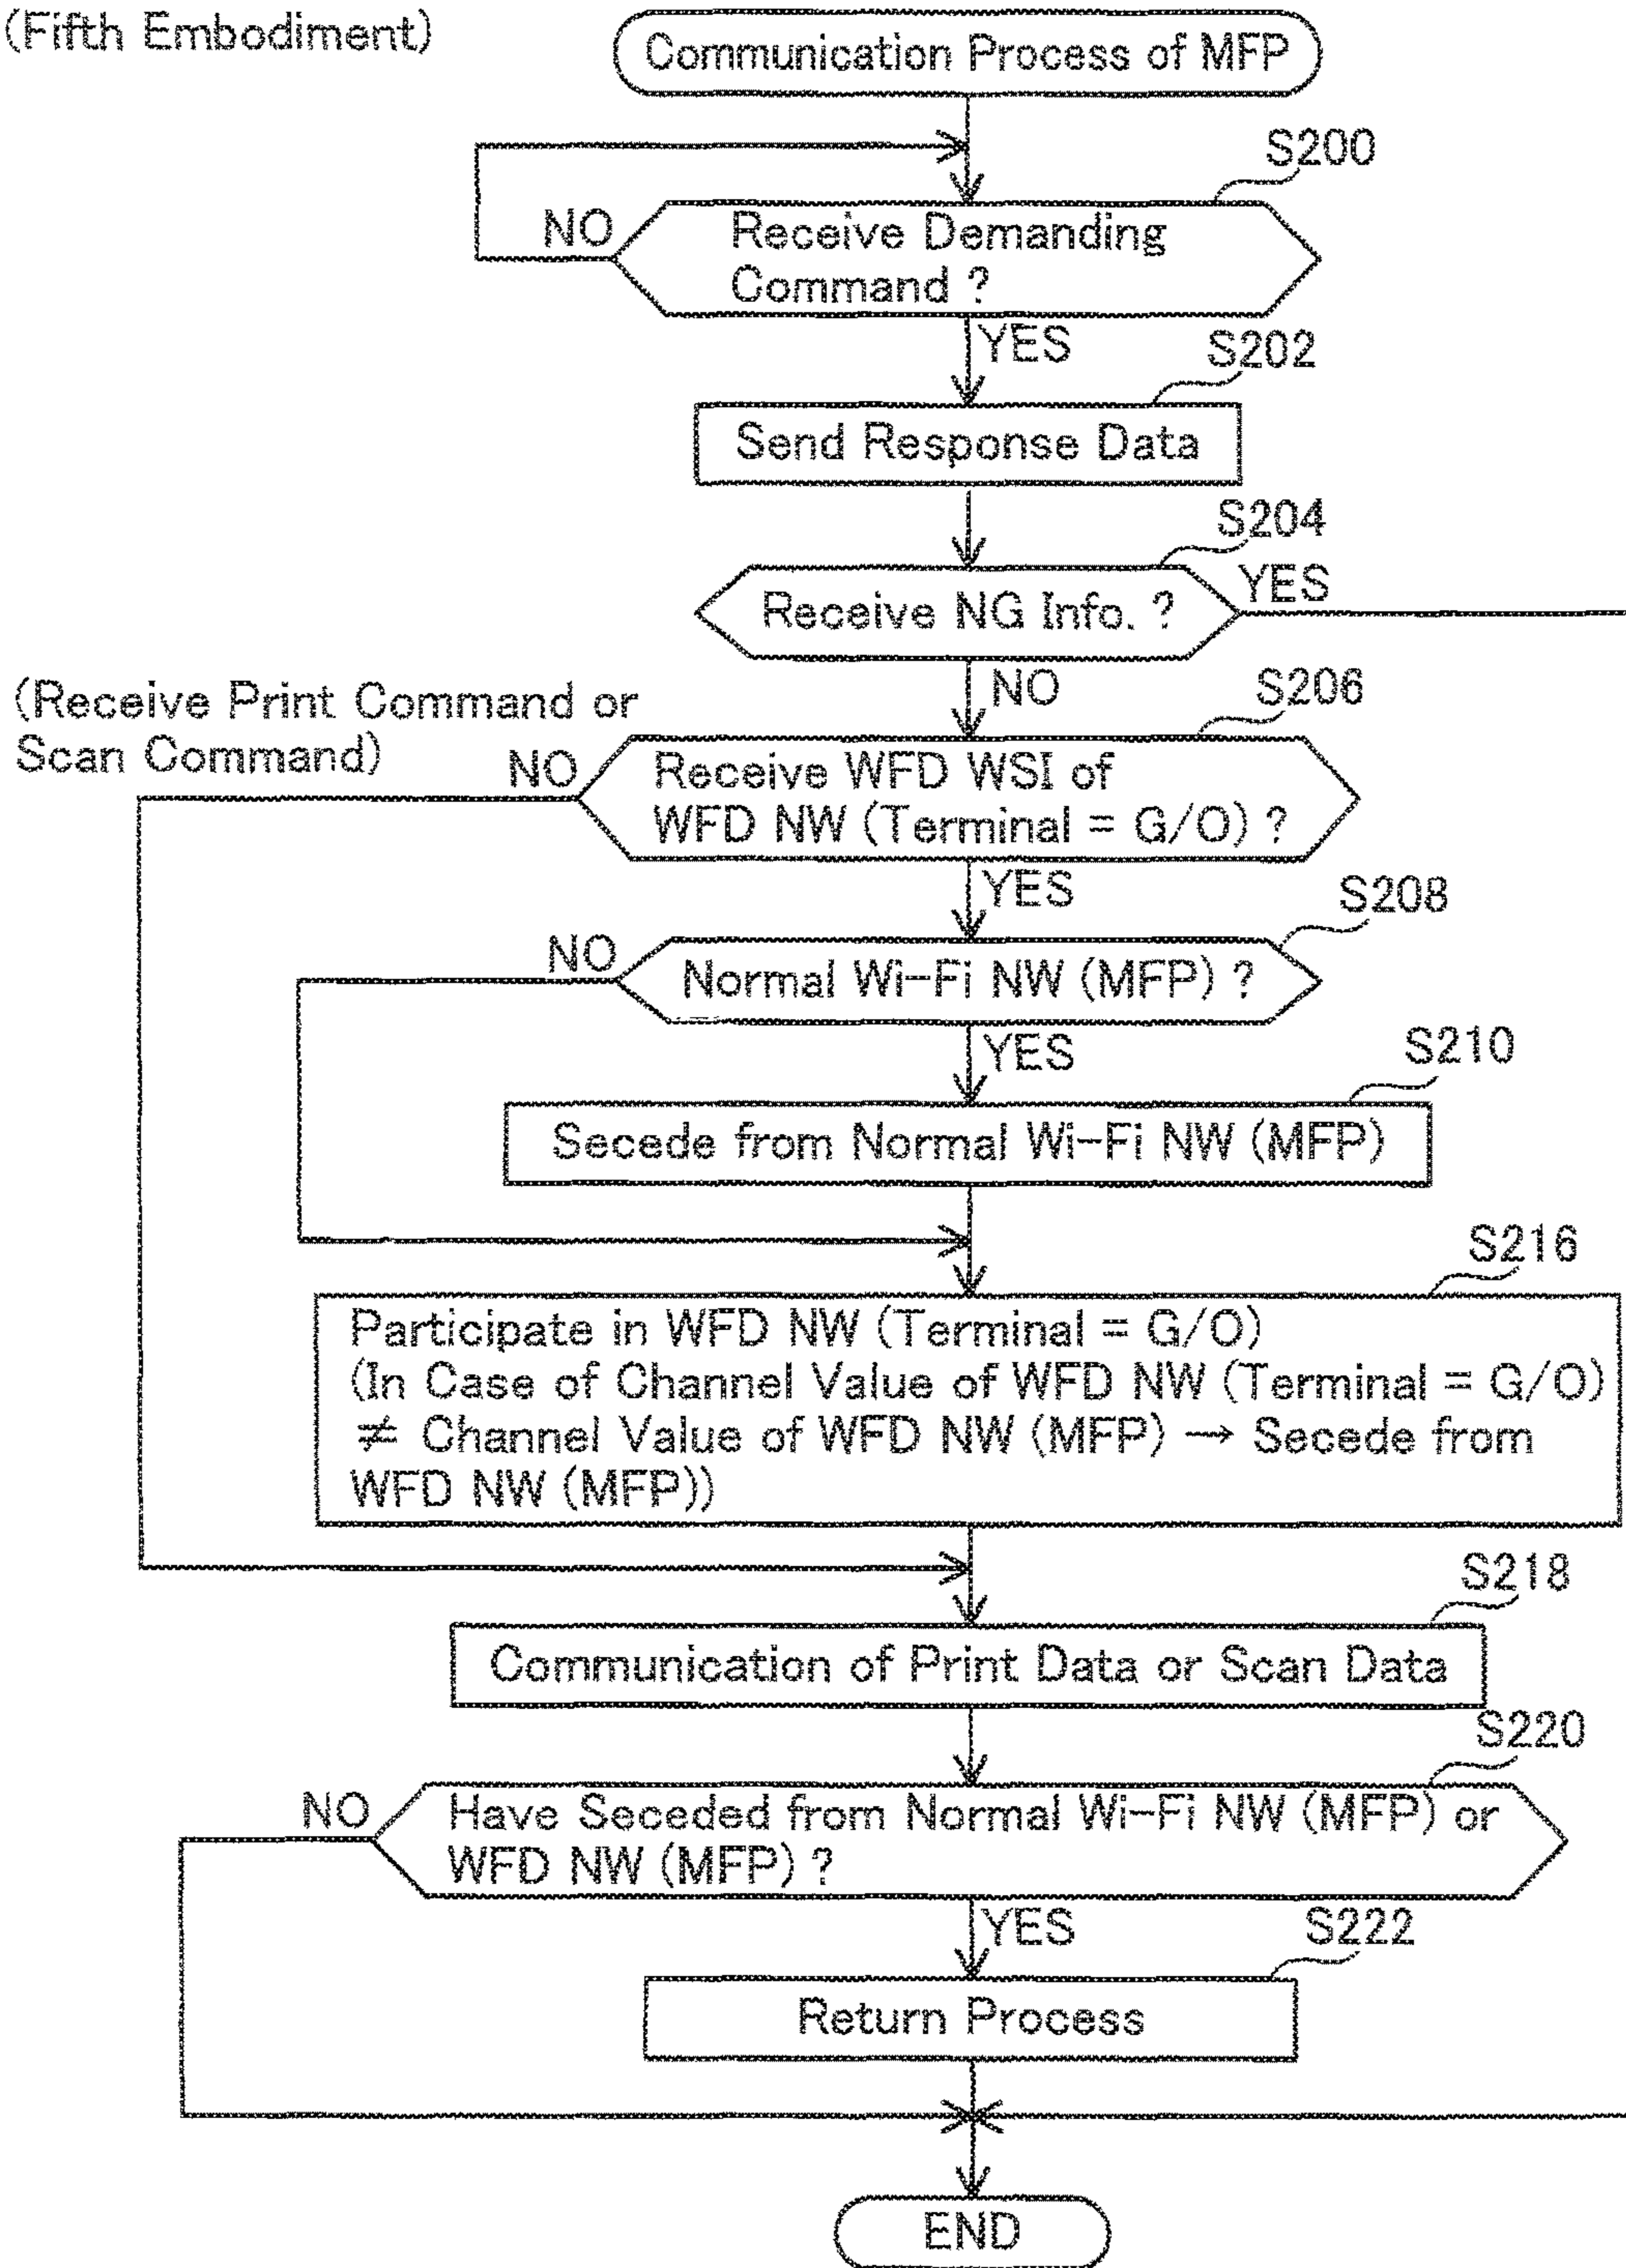 (Fifth Embodiment)
Communication Process of MFP
S200
NO
Receive Demanding
Command ?
YES
S202
Send Response Data
S204
YES
Receive NG Info. ?
NO
S206
(Receive Print Command or
Scan Command)
NO
Receive WFD WSI of
WFD NW (Terminal = G/O) ?
YES
S208
NO
Normal Wi-Fi NW (MFP) ?
YES
S210
Secede from Normal Wi-Fi NW (MFP)
S216
Participate in WFD NW (Terminal = G/O)
(In Case of Channel Value of WFD NW (Terminal = G/O)
≠ Channel Value of WFD NW (MFP) → Secede from
WFD NW (MFP))
S218
Communication of Print Data or Scan Data
S220
NO
Have Seceded from Normal Wi-Fi NW (MFP) or
WFD NW (MFP) ?
YES
S222
Return Process
END